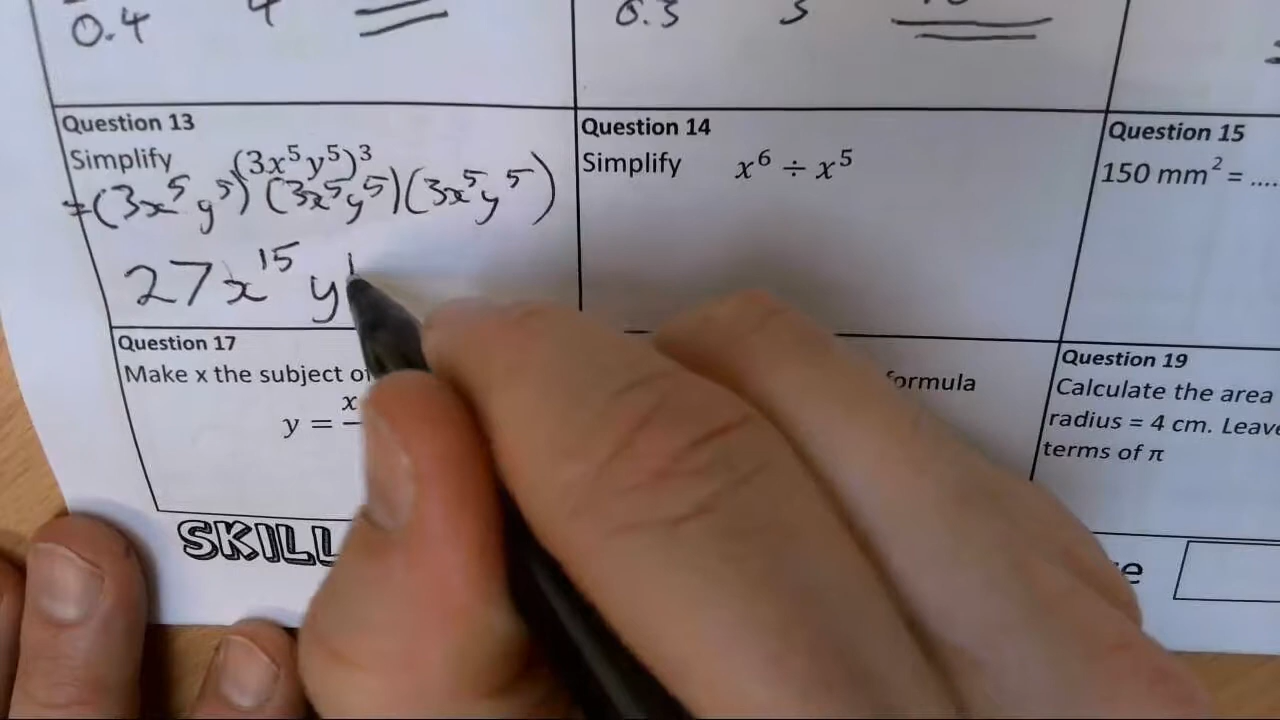 0.4 4
0.3 3
Question 13
Simplify (3x⁵y⁵)³
=(3x⁵y⁵)(3x⁵y⁵)(3x⁵y⁵)
27x¹⁵y¹
Question 14
Simplify x⁶ ÷ x⁵
Question 15
150 mm² = ....
Question 17
Make x the subject of
y = x
formula
Question 19
Calculate the area
radius = 4 cm. Leave
terms of π
SKILL